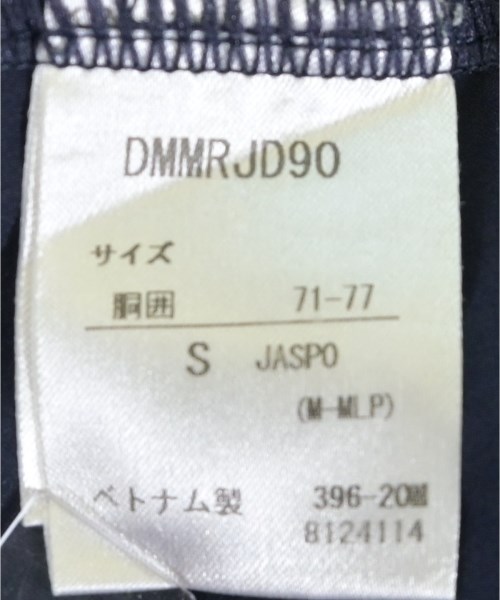 DMMRJD90
サイズ
胴囲 71-77
S JASPO
(M-MLP)
ベトナム製 396-20
8124114